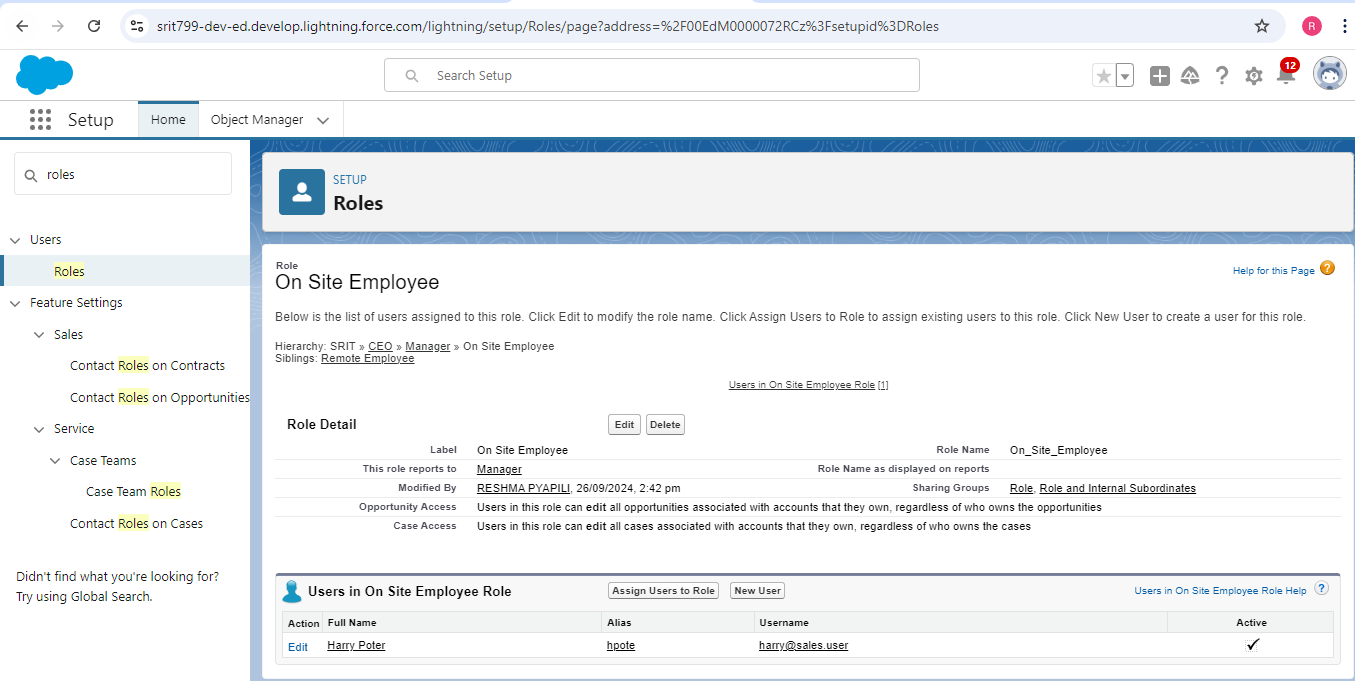 srit799-dev-ed.develop.lightning.force.com/lightning/setup/Roles/page?address=%2F00EdM0000072RCz%3Fsetupid%3DRoles
R
Search Setup
12
Setup
Home
Object Manager
roles
Users
Roles
Feature Settings
Sales
Contact Roles on Contracts
Contact Roles on Opportunities
Service
Case Teams
Case Team Roles
Contact Roles on Cases
Didn't find what you're looking for?
Try using Global Search.
SETUP
Roles
Role
On Site Employee
Help for this Page ?
Below is the list of users assigned to this role. Click Edit to modify the role name. Click Assign Users to Role to assign existing users to this role. Click New User to create a user for this role.
Hierarchy: SRIT » CEO » Manager » On Site Employee
Siblings: Remote Employee
Users in On Site Employee Role [1]
Role Detail Edit Delete
Label On Site Employee Role Name On_Site_Employee
This role reports to Manager Role Name as displayed on reports
Modified By RESHMA PYAPILI, 26/09/2024, 2:42 pm Sharing Groups Role, Role and Internal Subordinates
Opportunity Access Users in this role can edit all opportunities associated with accounts that they own, regardless of who owns the opportunities
Case Access Users in this role can edit all cases associated with accounts that they own, regardless of who owns the cases
Users in On Site Employee Role Assign Users to Role New User Users in On Site Employee Role Help ?
Action Full Name Alias Username Active
Edit Harry Poter hpote harry@sales.user ✓